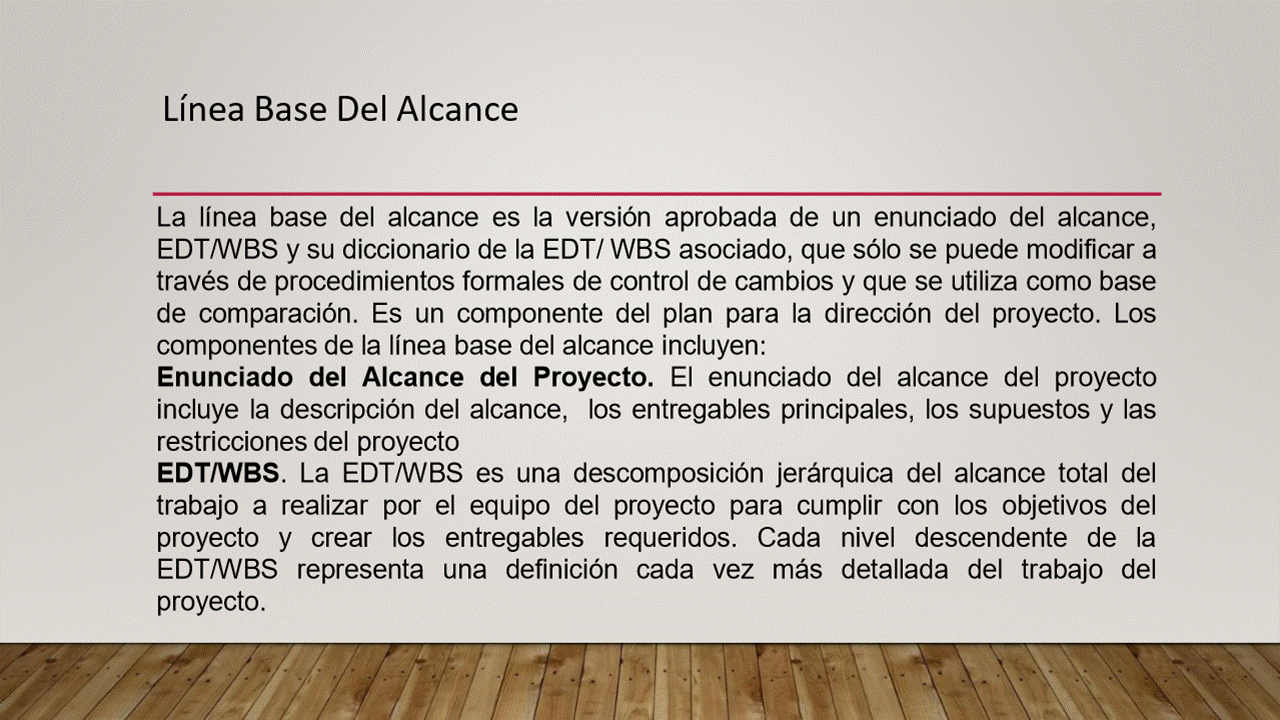 Línea Base Del Alcance
La línea base del alcance es la versión aprobada de un enunciado del alcance,
EDT/WBS y su diccionario de la EDT/ WBS asociado, que sólo se puede modificar a
través de procedimientos formales de control de cambios y que se utiliza como base
de comparación. Es un componente del plan para la dirección del proyecto. Los
componentes de la línea base del alcance incluyen:
Enunciado del Alcance del Proyecto. El enunciado del alcance del proyecto
incluye la descripción del alcance,  los entregables principales, los supuestos y las
restricciones del proyecto
EDT/WBS. La EDT/WBS es una descomposición jerárquica del alcance total del
trabajo a realizar por el equipo del proyecto para cumplir con los objetivos del
proyecto y crear los entregables requeridos. Cada nivel descendente de la
EDT/WBS representa una definición cada vez más detallada del trabajo del
proyecto.